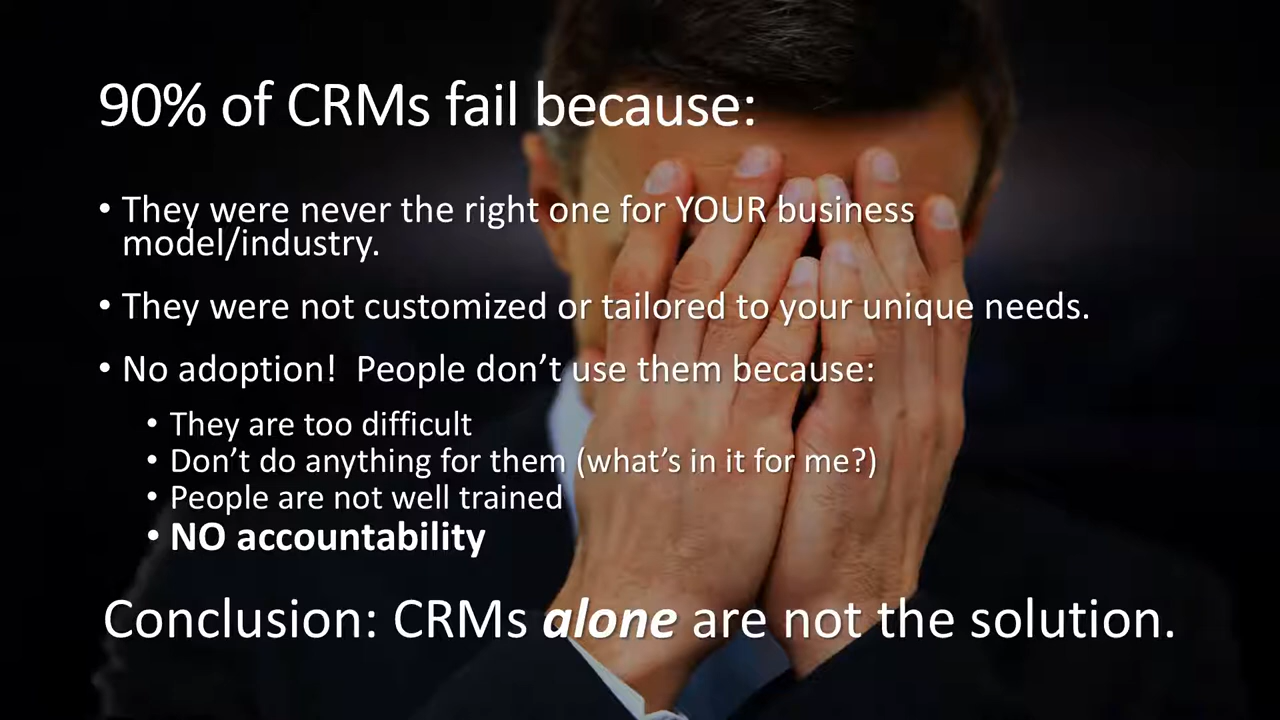 90% of CRMs fail because:
• They were never the right one for YOUR business
model/industry.
• They were not customized or tailored to your unique needs.
• No adoption!  People don’t use them because:
• They are too difficult
• Don’t do anything for them (what’s in it for me?)
• People are not well trained
• NO accountability
Conclusion: CRMs alone are not the solution.